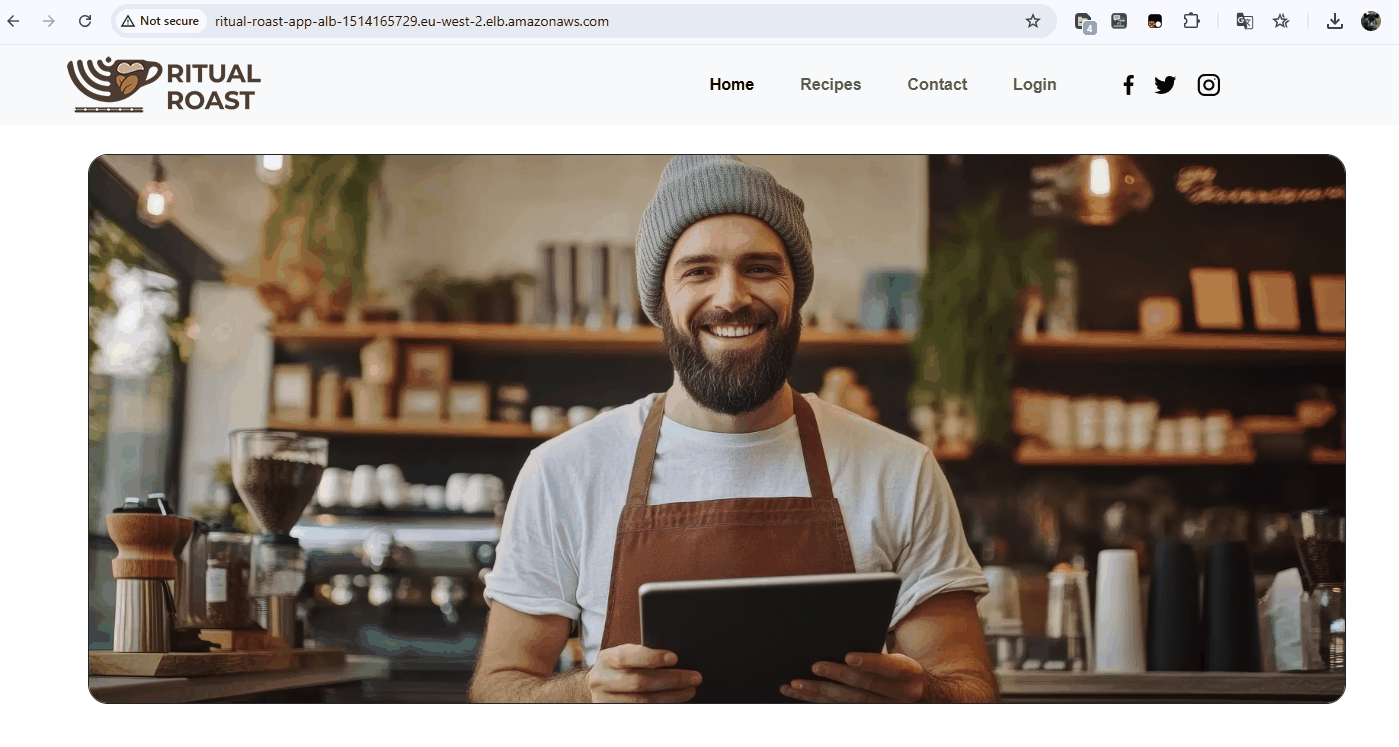 Not secure
ritual-roast-app-alb-1514165729.eu-west-2.elb.amazonaws.com
4
RITUAL
ROAST
Home
Recipes
Contact
Login